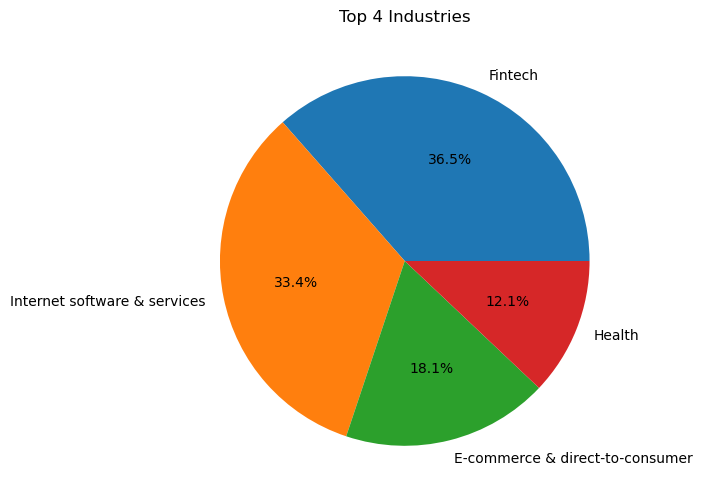 Top 4 Industries
Fintech
36.5%
33.4%
Internet software & services
12.1%
Health
18.1%
E-commerce & direct-to-consumer